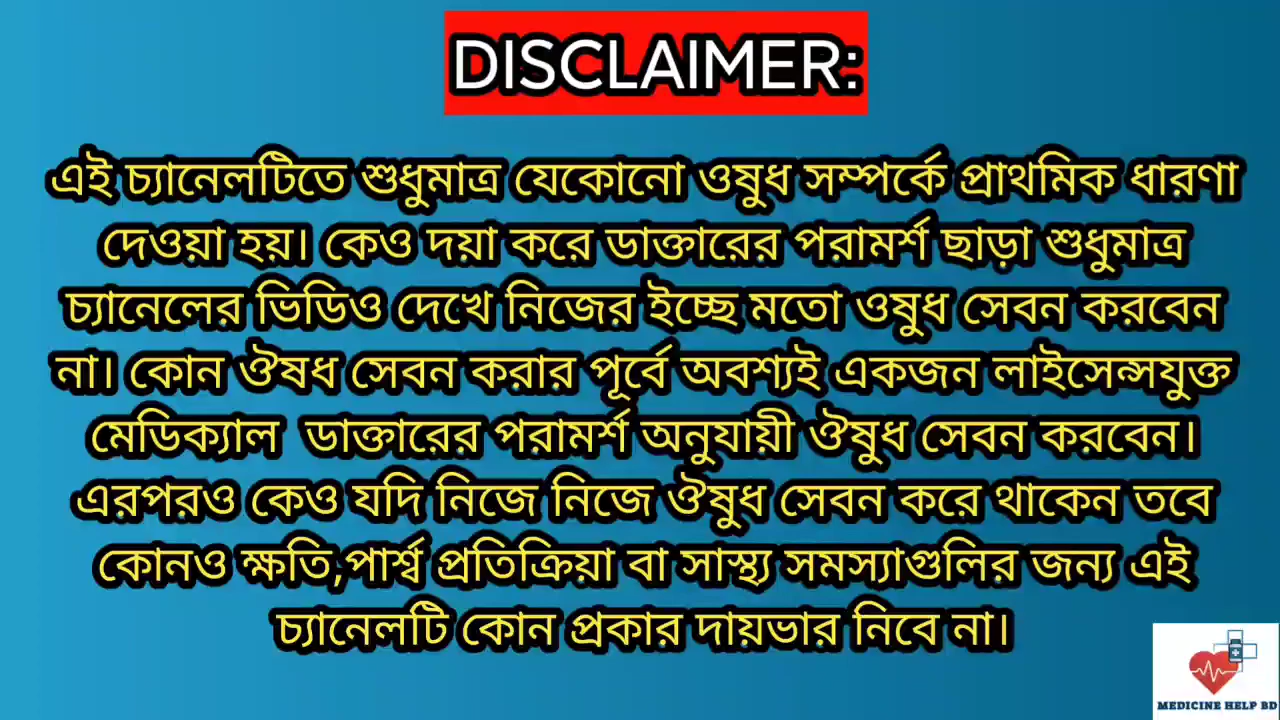 DISCLAIMER:
এই চ্যানেলটিতে শুধুমাত্র যেকোনো ওষুধ সম্পর্কে প্রাথমিক ধারণা
দেওয়া হয়। কেও দয়া করে ডাক্তারের পরামর্শ ছাড়া শুধুমাত্র
চ্যানেলের ভিডিও দেখে নিজের ইচ্ছে মতো ওষুধ সেবন করবেন
না। কোন ঔষধ সেবন করার পূর্বে অবশ্যই একজন লাইসেন্সযুক্ত
মেডিক্যাল ডাক্তারের পরামর্শ অনুযায়ী ঔষুধ সেবন করবেন।
এরপরও কেও যদি নিজে নিজে ঔষুধ সেবন করে থাকেন তবে
কোনও ক্ষতি,পার্শ্ব প্রতিক্রিয়া বা সাস্থ্য সমস্যাগুলির জন্য এই
চ্যানেলটি কোন প্রকার দায়ভার নিবে না।
MEDICINE HELP BD